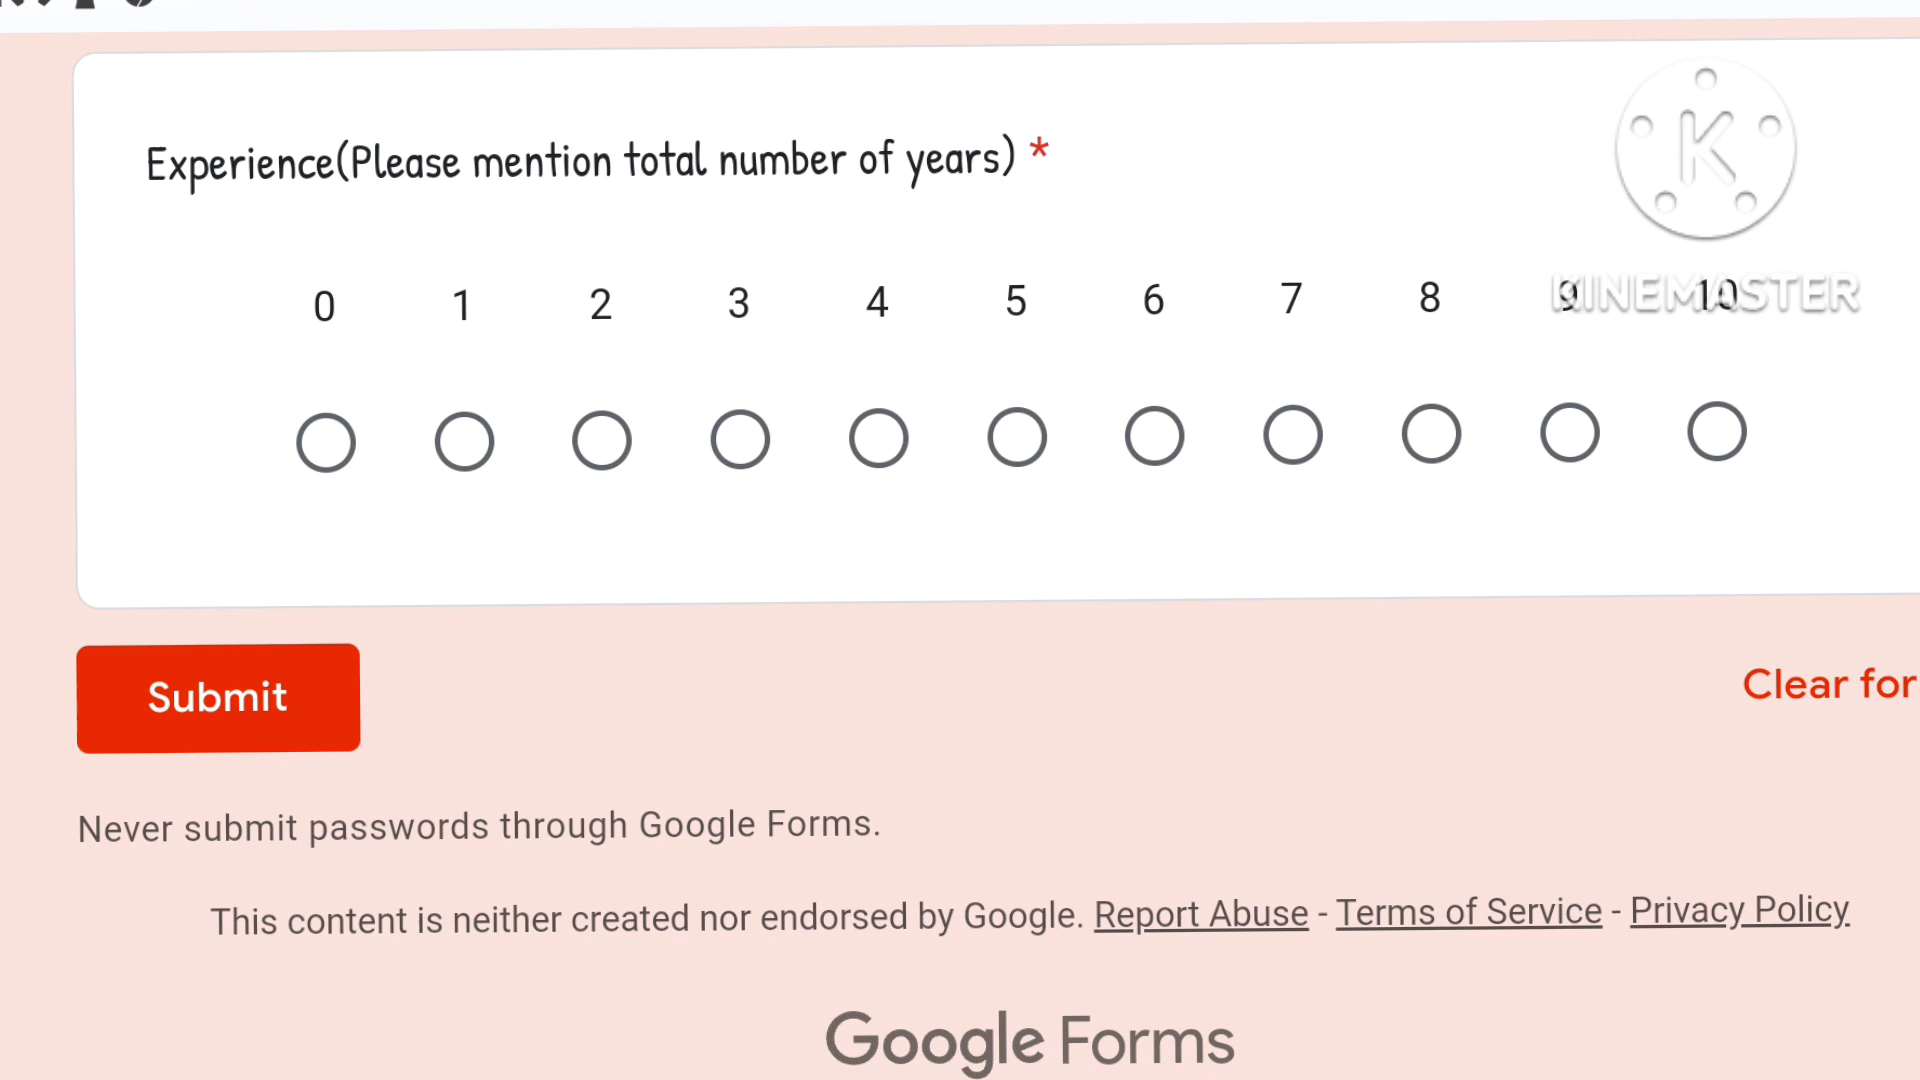 Experience(Please mention total number of years) *
K
KINEMASTER
0 1 2 3 4 5 6 7 8 9 10
Submit
Clear for
Never submit passwords through Google Forms.
This content is neither created nor endorsed by Google. Report Abuse - Terms of Service - Privacy Policy
Google Forms